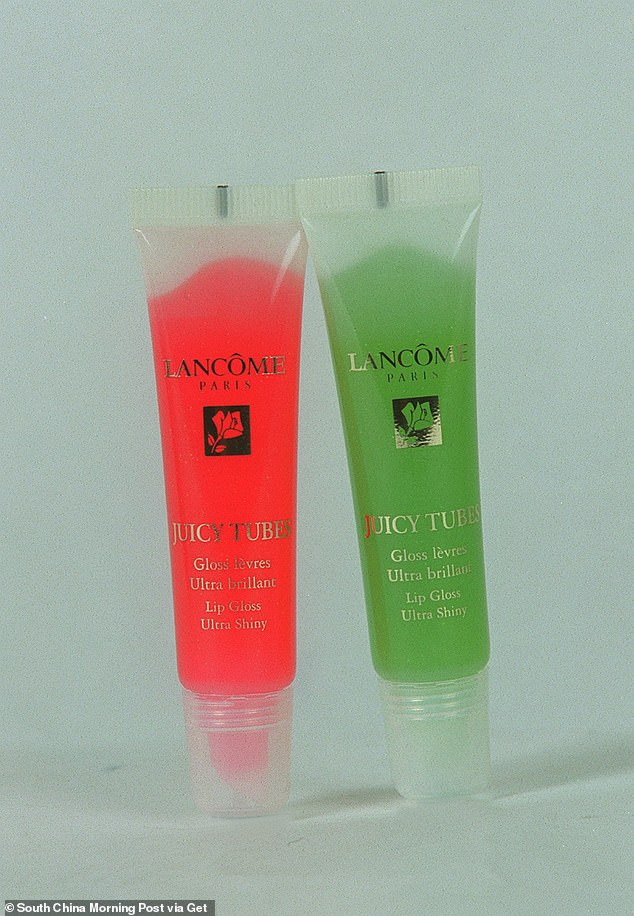 LANCÔME
PARIS
JUICY TUBES
Gloss lèvres
Ultra brillant
Lip Gloss
Ultra Shiny
LANCÔME
PARIS
JUICY TUBES
Gloss lèvres
Ultra brillant
Lip Gloss
Ultra Shiny
© South China Morning Post via Get